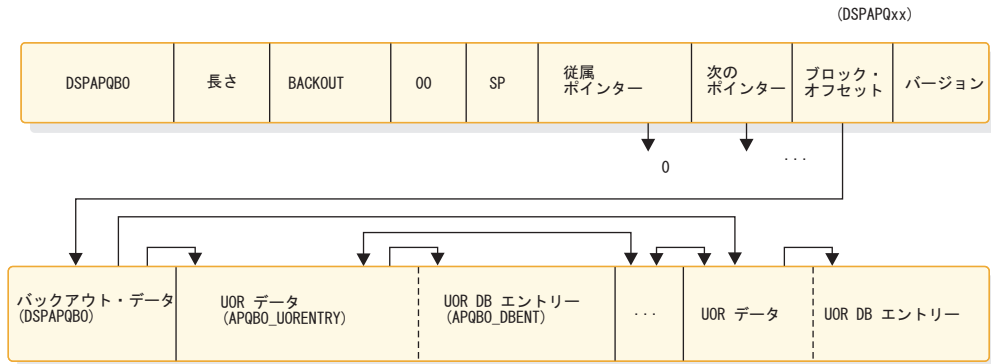 (DSPAPQxx)
DSPAPQBO
長さ
BACKOUT
00
SP
従属
ポインター
次の
ポインター
ブロック・
オフセット
バージョン
0
...
バックアウト・データ
(DSPAPQBO)
UOR データ
(APQBO_UORENTRY)
UOR DB エントリー
(APQBO_DBENT)
...
UOR データ
UOR DB エントリー